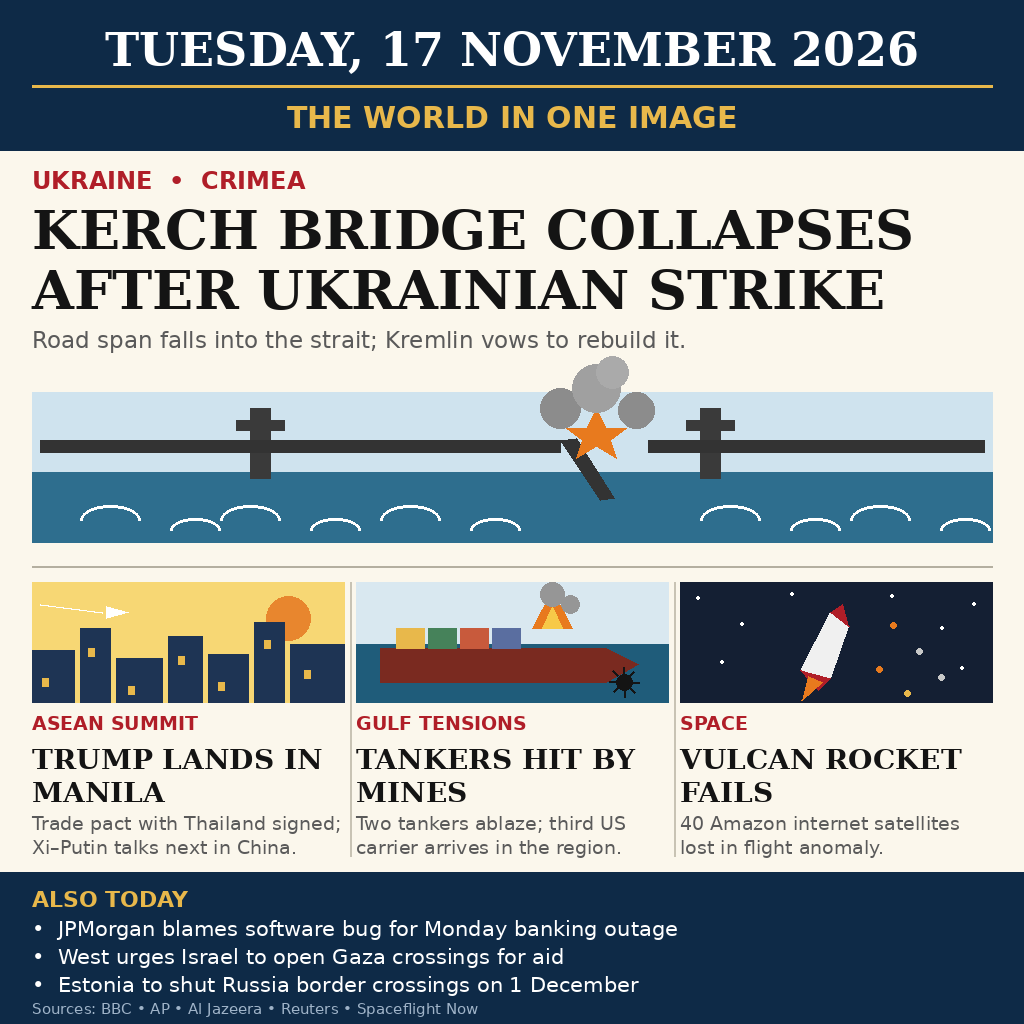 TUESDAY, 17 NOVEMBER 2026
THE WORLD IN ONE IMAGE
UKRAINE • CRIMEA
KERCH BRIDGE COLLAPSES
AFTER UKRAINIAN STRIKE
Road span falls into the strait; Kremlin vows to rebuild it.
ASEAN SUMMIT
TRUMP LANDS IN
MANILA
Trade pact with Thailand signed;
Xi–Putin talks next in China.
GULF TENSIONS
TANKERS HIT BY
MINES
Two tankers ablaze; third US
carrier arrives in the region.
SPACE
VULCAN ROCKET
FAILS
40 Amazon internet satellites
lost in flight anomaly.
ALSO TODAY
• JPMorgan blames software bug for Monday banking outage
• West urges Israel to open Gaza crossings for aid
• Estonia to shut Russia border crossings on 1 December
Sources: BBC • AP • Al Jazeera • Reuters • Spaceflight Now